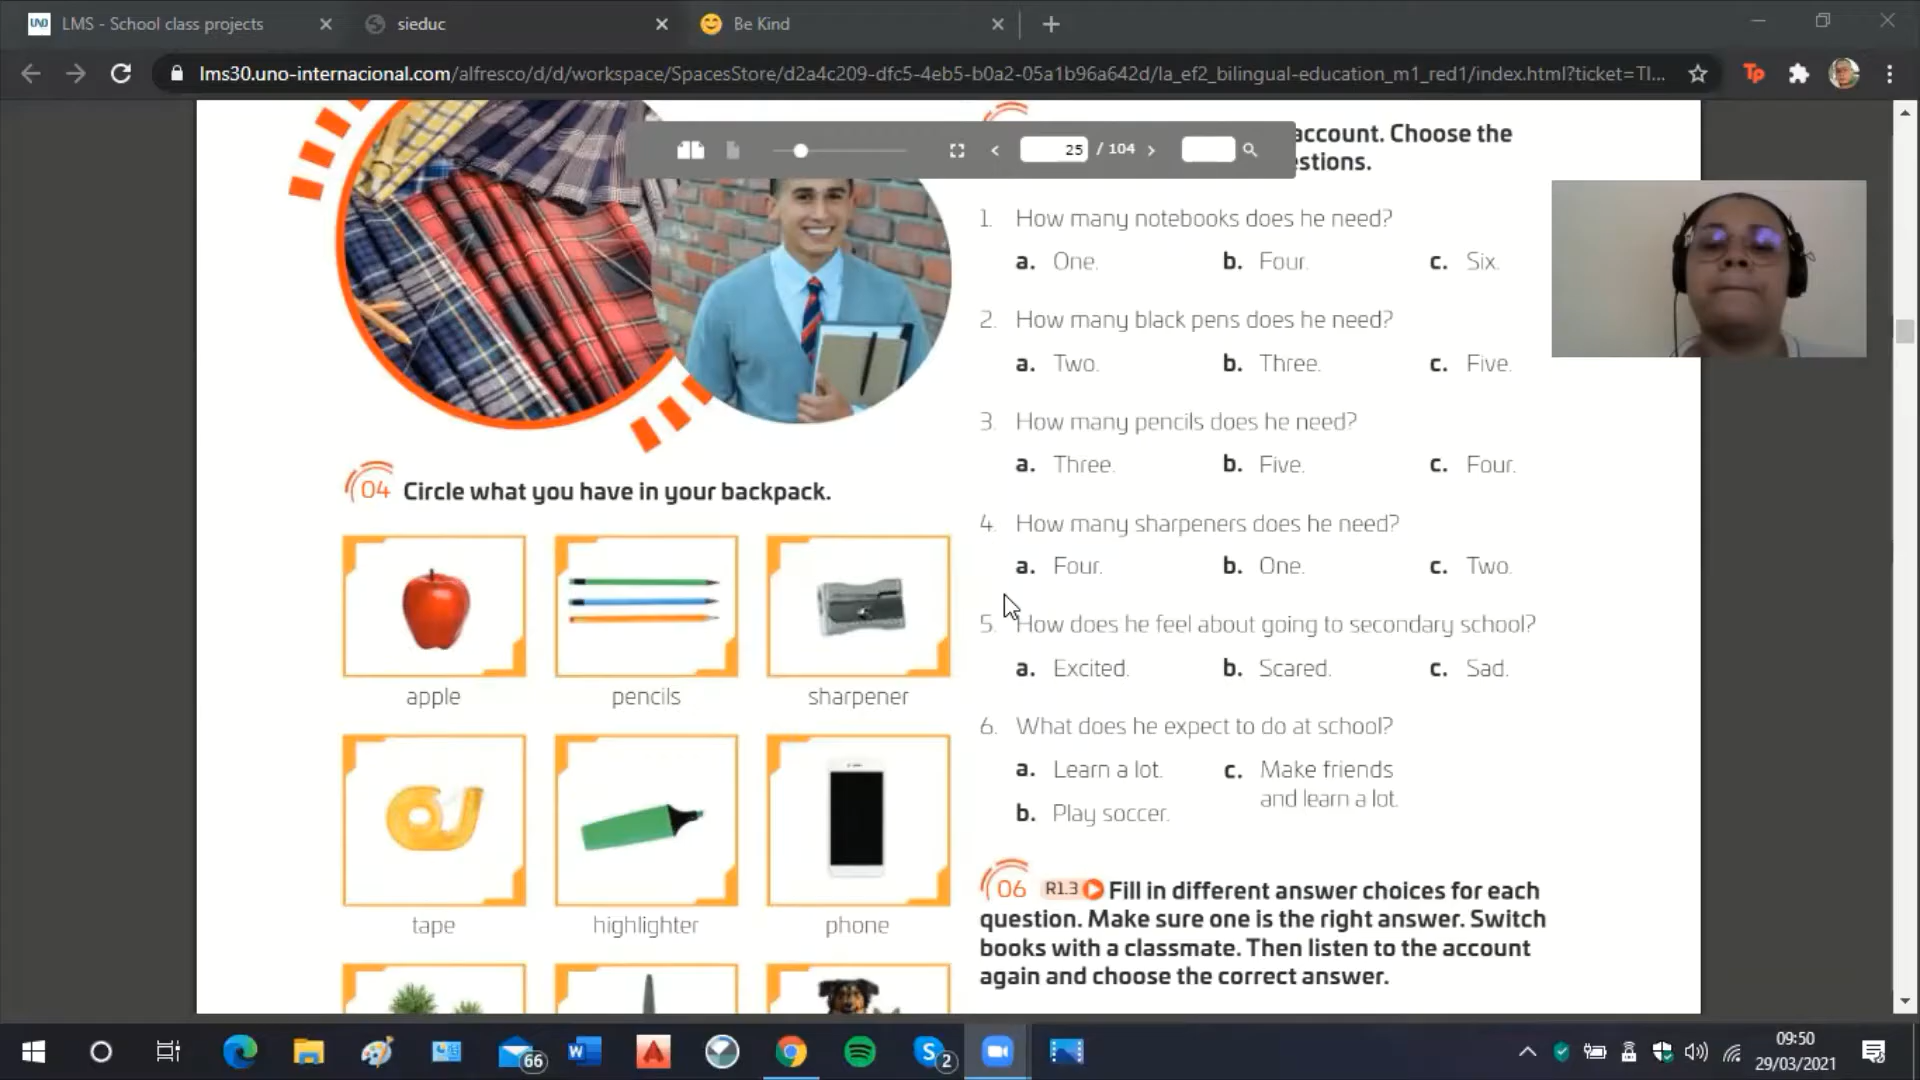 LMS - School class projects
sieduc
Be Kind
lms30.uno-internacional.com/alfresco/d/d/workspace/SpacesStore/d2a4c209-dfc5-4eb5-b0a2-05a1b96a642d/la_ef2_bilingual-education_m1_red1/index.html?ticket=TI...
Tp
25 / 104
04 Circle what you have in your backpack.
apple
pencils
sharpener
tape
highlighter
phone
account. Choose the
estions.
1. How many notebooks does he need?
a. One. b. Four. c. Six.
2. How many black pens does he need?
a. Two. b. Three. c. Five.
3. How many pencils does he need?
a. Three. b. Five. c. Four.
4. How many sharpeners does he need?
a. Four. b. One. c. Two.
5. How does he feel about going to secondary school?
a. Excited. b. Scared. c. Sad.
6. What does he expect to do at school?
a. Learn a lot. c. Make friends
and learn a lot.
b. Play soccer.
06 R1.3 Fill in different answer choices for each
question. Make sure one is the right answer. Switch
books with a classmate. Then listen to the account
again and choose the correct answer.
66
2
09:50
29/03/2021